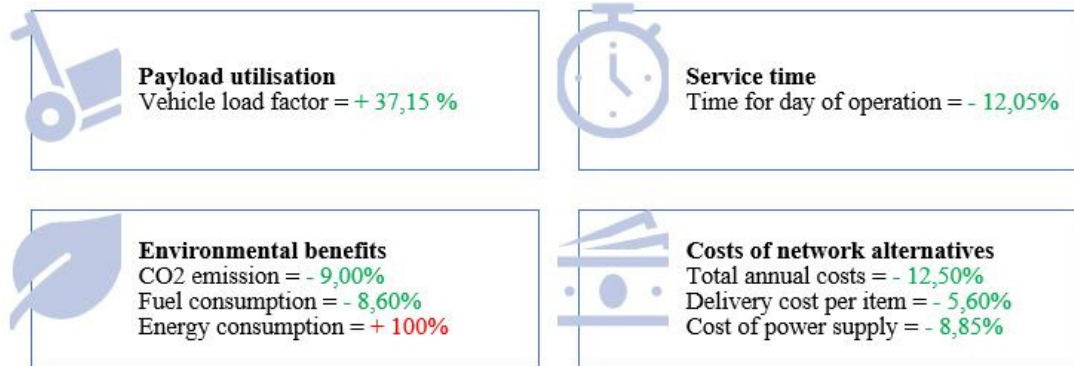 Payload utilisation
Vehicle load factor = + 37,15 %
Service time
Time for day of operation = - 12,05%
Environmental benefits
CO2 emission = - 9,00%
Fuel consumption = - 8,60%
Energy consumption = + 100%
Costs of network alternatives
Total annual costs = - 12,50%
Delivery cost per item = - 5,60%
Cost of power supply = - 8,85%